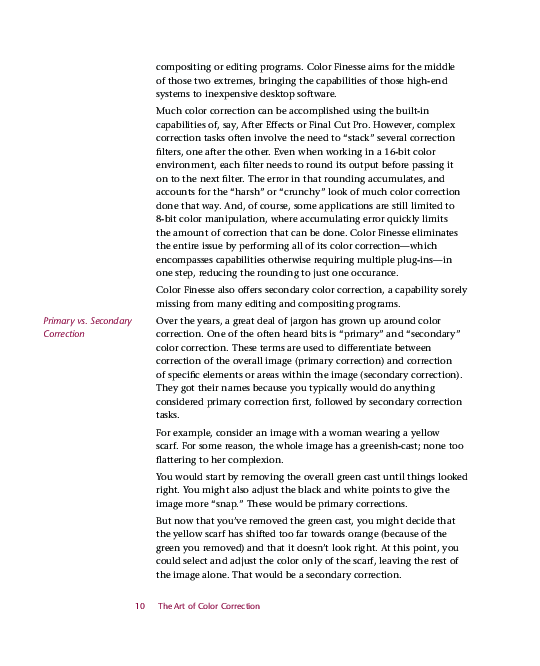 compositing or editing programs. Color Finesse aims for the middle
of those two extremes, bringing the capabilities of those high-end
systems to inexpensive desktop software.
Much color correction can be accomplished using the built-in
capabilities of, say, After Effects or Final Cut Pro. However, complex
correction tasks often involve the need to “stack” several correction
filters, one after the other. Even when working in a 16-bit color
environment, each filter needs to round its output before passing it
on to the next filter. The error in that rounding accumulates, and
accounts for the “harsh” or “crunchy” look of much color correction
done that way. And, of course, some applications are still limited to
8-bit color manipulation, where accumulating error quickly limits
the amount of correction that can be done. Color Finesse eliminates
the entire issue by performing all of its color correction—which
encompasses capabilities otherwise requiring multiple plug-ins—in
one step, reducing the rounding to just one occurance.
Color Finesse also offers secondary color correction, a capability sorely
missing from many editing and compositing programs.
Primary vs. Secondary
Correction
Over the years, a great deal of jargon has grown up around color
correction. One of the often heard bits is “primary” and “secondary”
color correction. These terms are used to differentiate between
correction of the overall image (primary correction) and correction
of specific elements or areas within the image (secondary correction).
They got their names because you typically would do anything
considered primary correction first, followed by secondary correction
tasks.
For example, consider an image with a woman wearing a yellow
scarf. For some reason, the whole image has a greenish-cast; none too
flattering to her complexion.
You would start by removing the overall green cast until things looked
right. You might also adjust the black and white points to give the
image more “snap.” These would be primary corrections.
But now that you’ve removed the green cast, you might decide that
the yellow scarf has shifted too far towards orange (because of the
green you removed) and that it doesn’t look right. At this point, you
could select and adjust the color only of the scarf, leaving the rest of
the image alone. That would be a secondary correction.
10 The Art of Color Correction